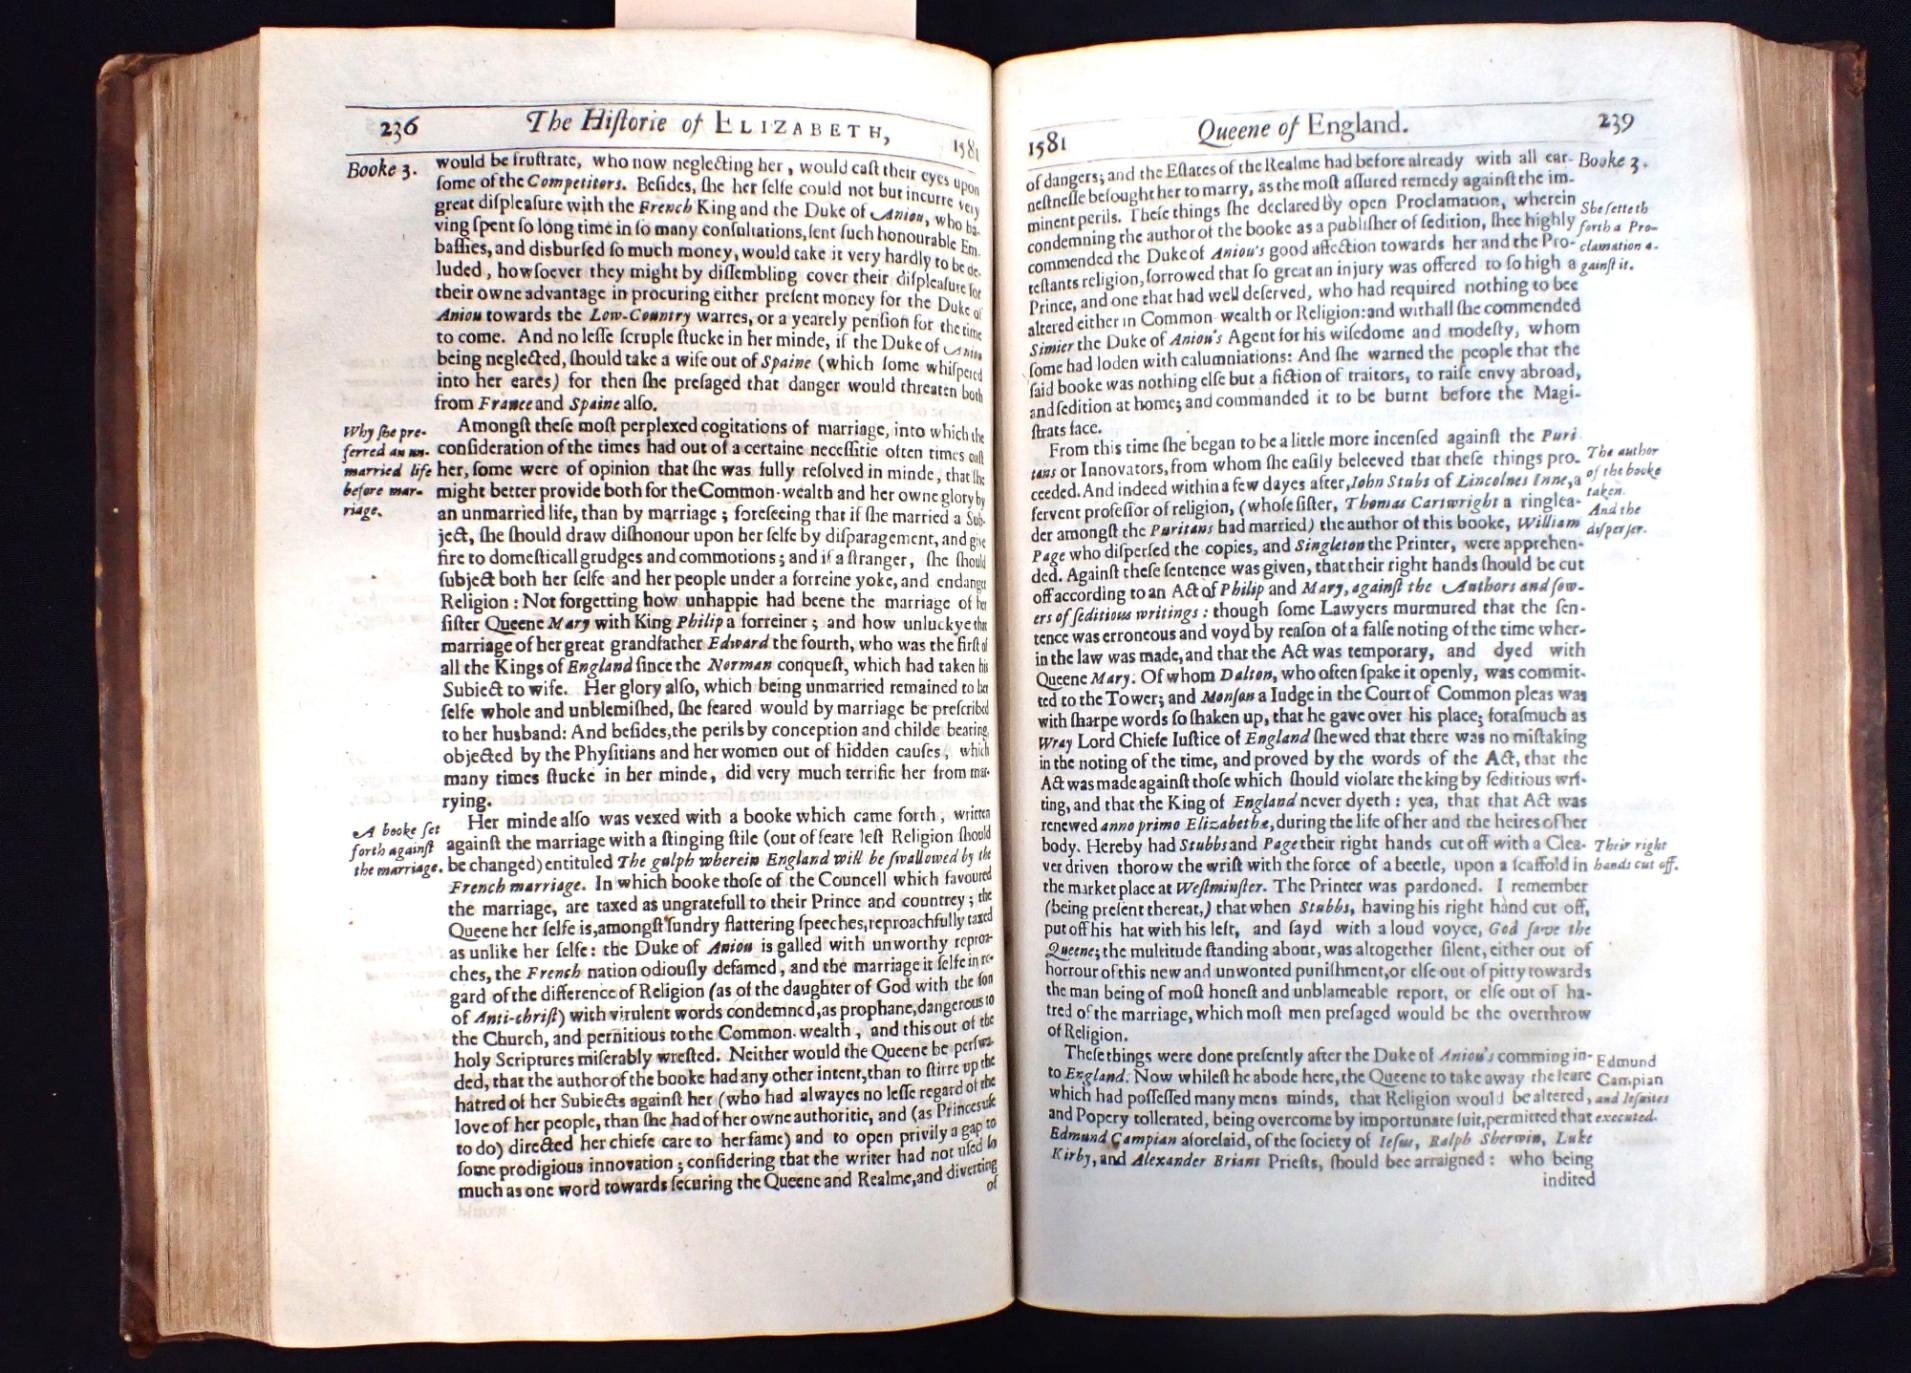 236 The Hiſtorie of ELIZABETH, 1581
Booke 3.
would be fruſtrate, who now neglecting her, would caſt their eyes upon
ſome of the Competitors. Beſides, ſhe her ſelfe could not but incurre very
great diſpleaſure with the French King and the Duke of Aniou, who ha-
ving ſpent ſo long time in ſo many conſultations, ſent ſuch honourable Em-
baſſies, and disburſed ſo much money, would take it very hardly to be de-
luded, howſoever they might by diſſembling cover their diſpleaſure for
their owne advantage in procuring either preſent money for the Duke of
Aniou towards the Low-Country warres, or a yearely penſion for the time
to come. And no leſſe ſcruple ſtucke in her minde, if the Duke of Aniou
being neglected, ſhould take a wife out of Spaine (which ſome whiſpered
into her eares) for then ſhe preſaged that danger would threaten both
from France and Spaine alſo.
Why ſhe pre-
ferred an un-
married life
before mar-
riage.
Amongſt theſe moſt perplexed cogitations of marriage, into which the
conſideration of the times had out of a certaine neceſſitie often times caſt
her, ſome were of opinion that ſhe was fully reſolved in minde, that ſhe
might better provide both for the Common-wealth and her owne glory by
an unmarried life, than by marriage; foreſeeing that if ſhe married a Sub-
ject, ſhe ſhould draw diſhonour upon her ſelfe by diſparagement, and give
fire to domeſticall grudges and commotions; and if a ſtranger, ſhe ſhould
ſubject both her ſelfe and her people under a forreine yoke, and endanger
Religion: Not forgetting how unhappie had beene the marriage of her
ſiſter Queene Mary with King Philip a forreiner; and how unluckye that
marriage of her great grandfather Edward the fourth, who was the firſt of
all the Kings of England ſince the Norman conqueſt, which had taken his
Subiect to wife. Her glory alſo, which being unmarried remained to her
ſelfe whole and unblemiſhed, ſhe feared would by marriage be preſcribed
to her husband: And beſides, the perils by conception and childe bearing,
objected by the Phyſitians and her women out of hidden cauſes, which
many times ſtucke in her minde, did very much terrifie her from mar-
rying.
A booke ſet
forth againſt
the marriage.
Her minde alſo was vexed with a booke which came forth, written
againſt the marriage with a ſtinging ſtile (out of feare leſt Religion ſhould
be changed) entituled The gulph wherein England will be ſwallowed by the
French marriage. In which booke thoſe of the Councell which favoured
the marriage, are taxed as ungratefull to their Prince and countrey; the
Queene her ſelfe is, amongſt ſundry flattering ſpeeches, reproachfully taxed
as unlike her ſelfe: the Duke of Aniou is galled with unworthy reproa-
ches, the French nation odiouſly defamed, and the marriage it ſelfe in re-
gard of the difference of Religion (as of the daughter of God with the ſon
of Anti-chriſt) with virulent words condemned, as prophane, dangerous to
the Church, and pernitious to the Common-wealth, and this out of the
holy Scriptures miſerably wreſted. Neither would the Queene be perſwa-
ded, that the author of the booke had any other intent, than to ſtirre up the
hatred of her Subiects againſt her (who had alwayes no leſſe regard of the
love of her people, than ſhe had of her owne authoritie, and (as Princes uſe
to do) directed her chiefe care to her fame) and to open privily a gap to
ſome prodigious innovation; conſidering that the writer had not uſed ſo
much as one word towards ſecuring the Queene and Realme, and diverting
of
1581 Queene of England. 239
Booke 3.
of dangers; and the Eſtates of the Realme had before already with all ear-
neſtneſſe beſought her to marry, as the moſt aſſured remedy againſt the im-
minent perils. Theſe things ſhe declared by open Proclamation, wherein
condemning the author of the booke as a publiſher of ſedition, ſhee highly
commended the Duke of Aniou's good affection towards her and the Pro-
teſtants religion, ſorrowed that ſo great an injury was offered to ſo high a
Prince, and one that had well deſerved, who had required nothing to bee
altered either in Common-wealth or Religion: and withall ſhe commended
Simier the Duke of Aniou's Agent for his wiſedome and modeſty, whom
ſome had loden with calumniations: And ſhe warned the people that the
ſaid booke was nothing elſe but a fiction of traitors, to raiſe envy abroad,
and ſedition at home; and commanded it to be burnt before the Magi-
ſtrats face.
She ſetteth
forth a Pro-
clamation a-
gainſt it.
From this time ſhe began to be a little more incenſed againſt the Puri
tans or Innovators, from whom ſhe eaſily beleeved that theſe things pro-
ceeded. And indeed within a few dayes after, Iohn Stubs of Lincolnes Inne, a
fervent profeſſor of religion, (whoſe ſiſter, Thomas Cartwright a ringlea-
der amongſt the Puritans had married) the author of this booke, William
Page who diſperſed the copies, and Singleton the Printer, were apprehen-
ded. Againſt theſe ſentence was given, that their right hands ſhould be cut
off according to an Act of Philip and Mary, againſt the Authors and ſow-
ers of ſeditious writings: though ſome Lawyers murmured that the ſen-
tence was erroneous and voyd by reaſon of a falſe noting of the time wher-
in the law was made, and that the Act was temporary, and dyed with
Queene Mary. Of whom Dalton, who often ſpake it openly, was commit-
ted to the Tower; and Monſon a Iudge in the Court of Common pleas was
with ſharpe words ſo ſhaken up, that he gave over his place; foraſmuch as
Wray Lord Chiefe Iuſtice of England ſhewed that there was no miſtaking
in the noting of the time, and proved by the words of the Act, that the
Act was made againſt thoſe which ſhould violate the king by ſeditious wri-
ting, and that the King of England never dyeth: yea, that that Act was
renewed anno primo Elizabethæ, during the life of her and the heires of her
body. Hereby had Stubbs and Page their right hands cut off with a Clea-
ver driven thorow the wriſt with the force of a beetle, upon a ſcaffold in
the market place at Weſtminſter. The Printer was pardoned. I remember
(being preſent thereat,) that when Stubbs, having his right hand cut off,
put off his hat with his left, and ſayd with a loud voyce, God ſave the
Queene; the multitude ſtanding about, was altogether ſilent, either out of
horrour of this new and unwonted puniſhment, or elſe out of pitty towards
the man being of moſt honeſt and unblameable report, or elſe out of ha-
tred of the marriage, which moſt men preſaged would be the overthrow
of Religion.
The author
of the booke
taken.
And the
diſperſer.
Their right
hands cut off.
Theſe things were done preſently after the Duke of Aniou's comming in-
to England. Now whileſt he abode here, the Queene to take away the feare
which had poſſeſſed many mens minds, that Religion would be altered,
and Popery tollerated, being overcome by importunate ſuit, permitted that
Edmund Campian aforeſaid, of the ſociety of Ieſus, Ralph Sherwin, Luke
Kirby, and Alexander Briant Prieſts, ſhould bee arraigned: who being
indited
Edmund
Campian
and Ieſuites
executed.